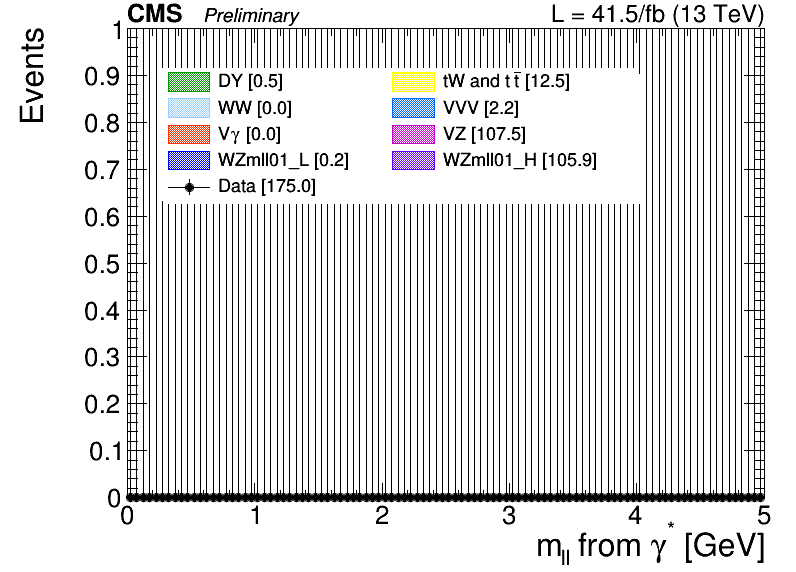 CMS Preliminary L = 41.5/fb (13 TeV)
Events
1
0.9
0.8
0.7
0.6
0.5
0.4
0.3
0.2
0.1
0
DY [0.5] tW and t t̄ [12.5]
WW [0.0] VVV [2.2]
Vγ [0.0] VZ [107.5]
WZmll01_L [0.2] WZmll01_H [105.9]
Data [175.0]
0 1 2 3 4 5
m_ll from γ* [GeV]